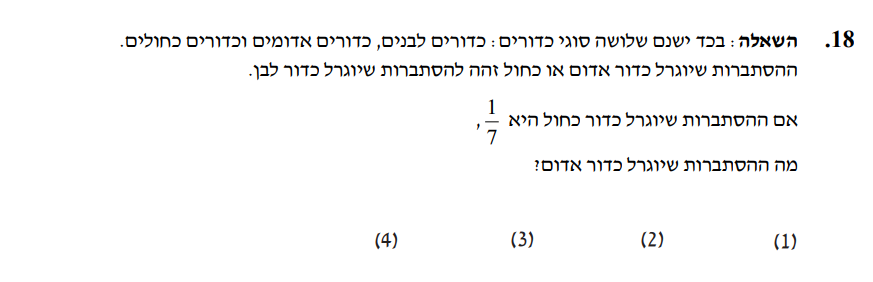 18. השאלה: בכד ישנם שלושה סוגי כדורים: כדורים לבנים, כדורים אדומים וכדורים כחולים.
ההסתברות שיוגרל כדור אדום או כחול זהה להסתברות שיוגרל כדור לבן.
אם ההסתברות שיוגרל כדור כחול היא 1/7,
מה ההסתברות שיוגרל כדור אדום?
(1) (2) (3) (4)